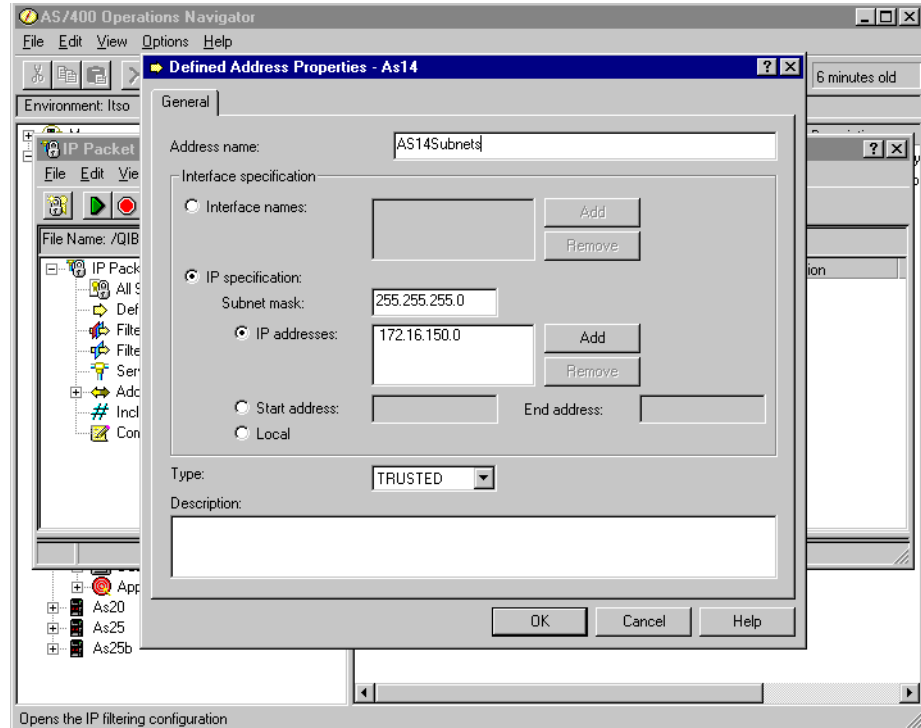 AS/400 Operations Navigator
File Edit View Options Help
6 minutes old
Environment: Itso
IP Packet
File Edit Vie
File Name: /QIB
IP Pack
All S
Def
Filte
Filte
Ser
Add
Incl
Con
ion
App
As20
As25
As25b
Opens the IP filtering configuration
Defined Address Properties - As14
General
Address name: AS14Subnets
Interface specification
Interface names: Add
Remove
IP specification:
Subnet mask: 255.255.255.0
IP addresses: 172.16.150.0 Add
Remove
Start address: End address:
Local
Type: TRUSTED
Description:
OK Cancel Help